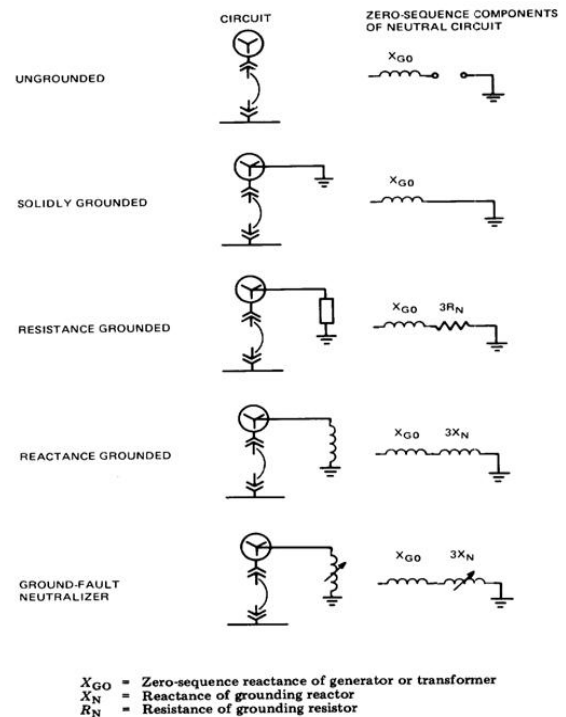 CIRCUIT
ZERO-SEQUENCE COMPONENTS
OF NEUTRAL CIRCUIT
UNGROUNDED
XG0
SOLIDLY GROUNDED
XG0
RESISTANCE GROUNDED
XG0 3RN
REACTANCE GROUNDED
XG0 3XN
GROUND-FAULT
NEUTRALIZER
XG0 3XN
XGO = Zero-sequence reactance of generator or transformer
XN = Reactance of grounding reactor
RN = Resistance of grounding resistor